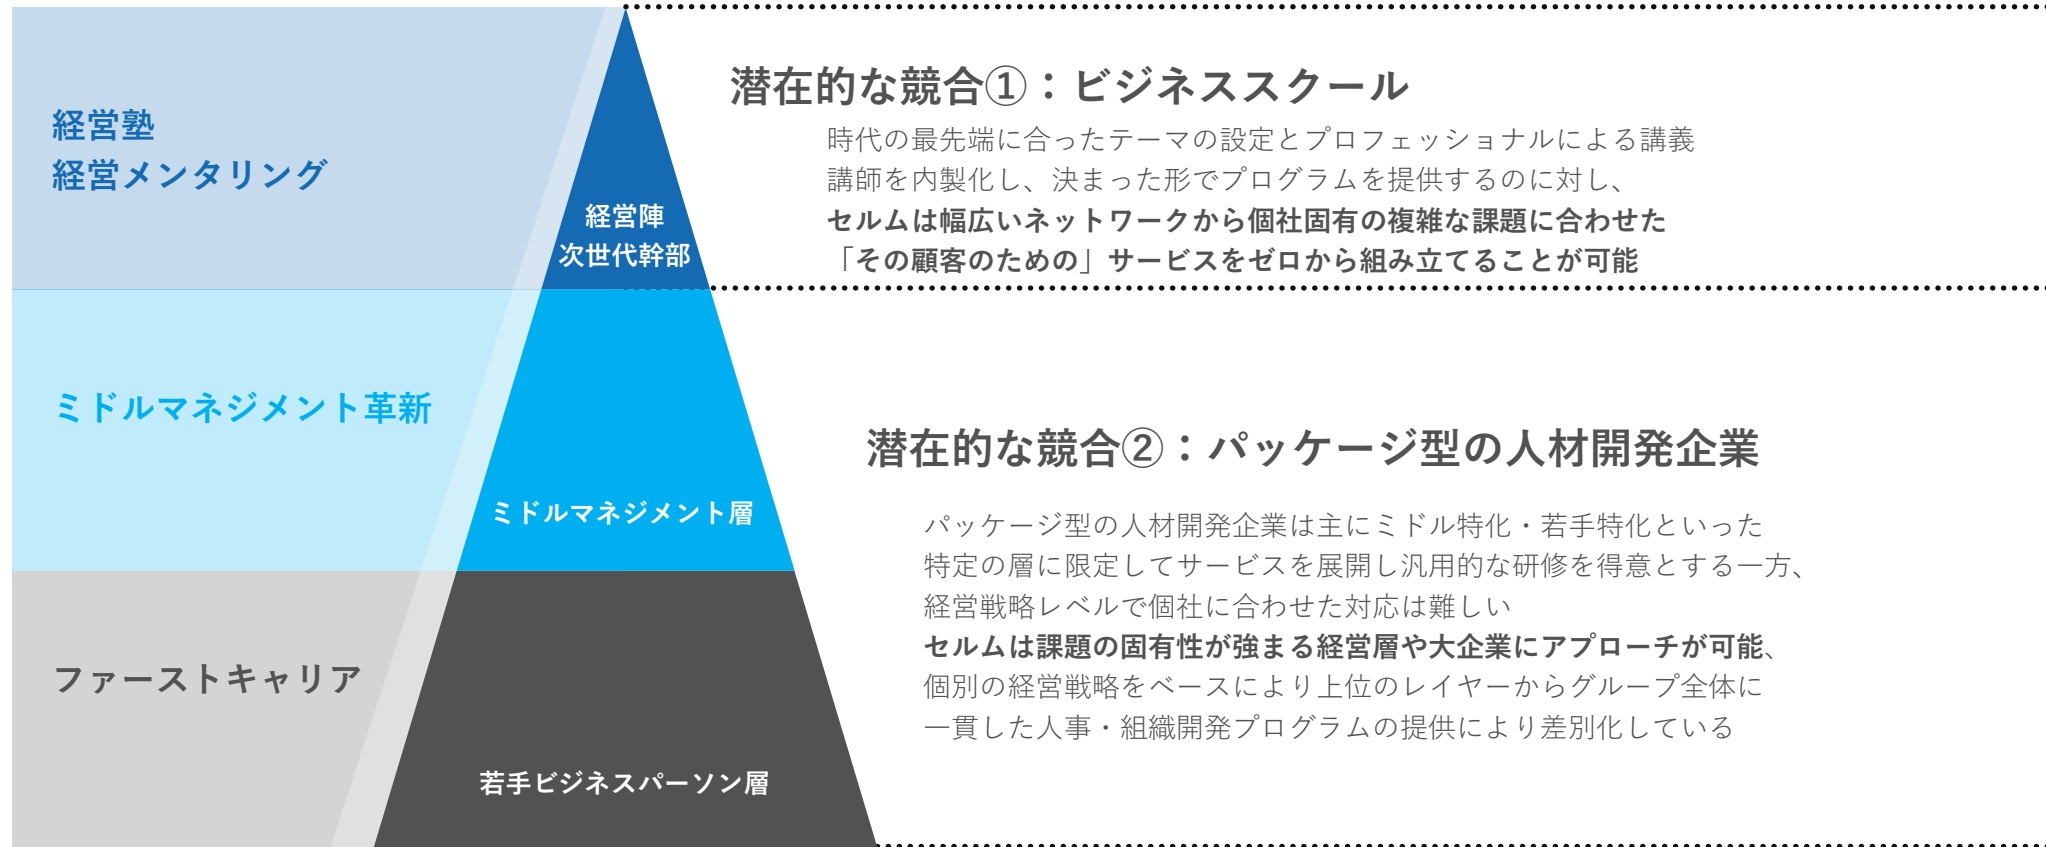 経営塾
経営メンタリング
経営陣
次世代幹部
潜在的な競合①：ビジネススクール
時代の最先端に合ったテーマの設定とプロフェッショナルによる講義
講師を内製化し、決まった形でプログラムを提供するのに対し、
セルムは幅広いネットワークから個社固有の複雑な課題に合わせた
「その顧客のための」サービスをゼロから組み立てることが可能
ミドルマネジメント革新
ミドルマネジメント層
潜在的な競合②：パッケージ型の人材開発企業
パッケージ型の人材開発企業は主にミドル特化・若手特化といった
特定の層に限定してサービスを展開し汎用的な研修を得意とする一方、
経営戦略レベルで個社に合わせた対応は難しい
セルムは課題の固有性が強まる経営層や大企業にアプローチが可能、
個別の経営戦略をベースにより上位のレイヤーからグループ全体に
一貫した人事・組織開発プログラムの提供により差別化している
ファーストキャリア
若手ビジネスパーソン層